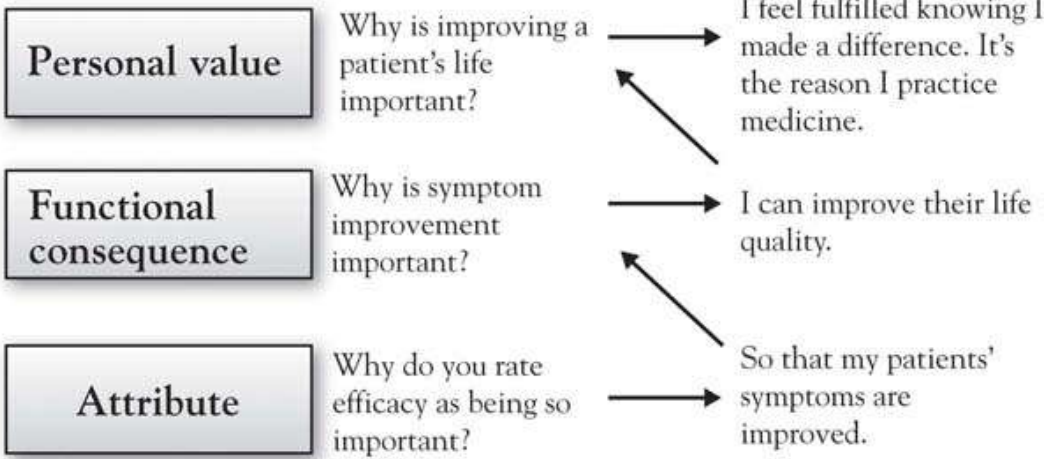 Personal value
Why is improving a
patient's life
important?
I feel fulfilled knowing I
made a difference. It's
the reason I practice
medicine.
Functional
consequence
Why is symptom
improvement
important?
I can improve their life
quality.
Attribute
Why do you rate
efficacy as being so
important?
So that my patients'
symptoms are
improved.